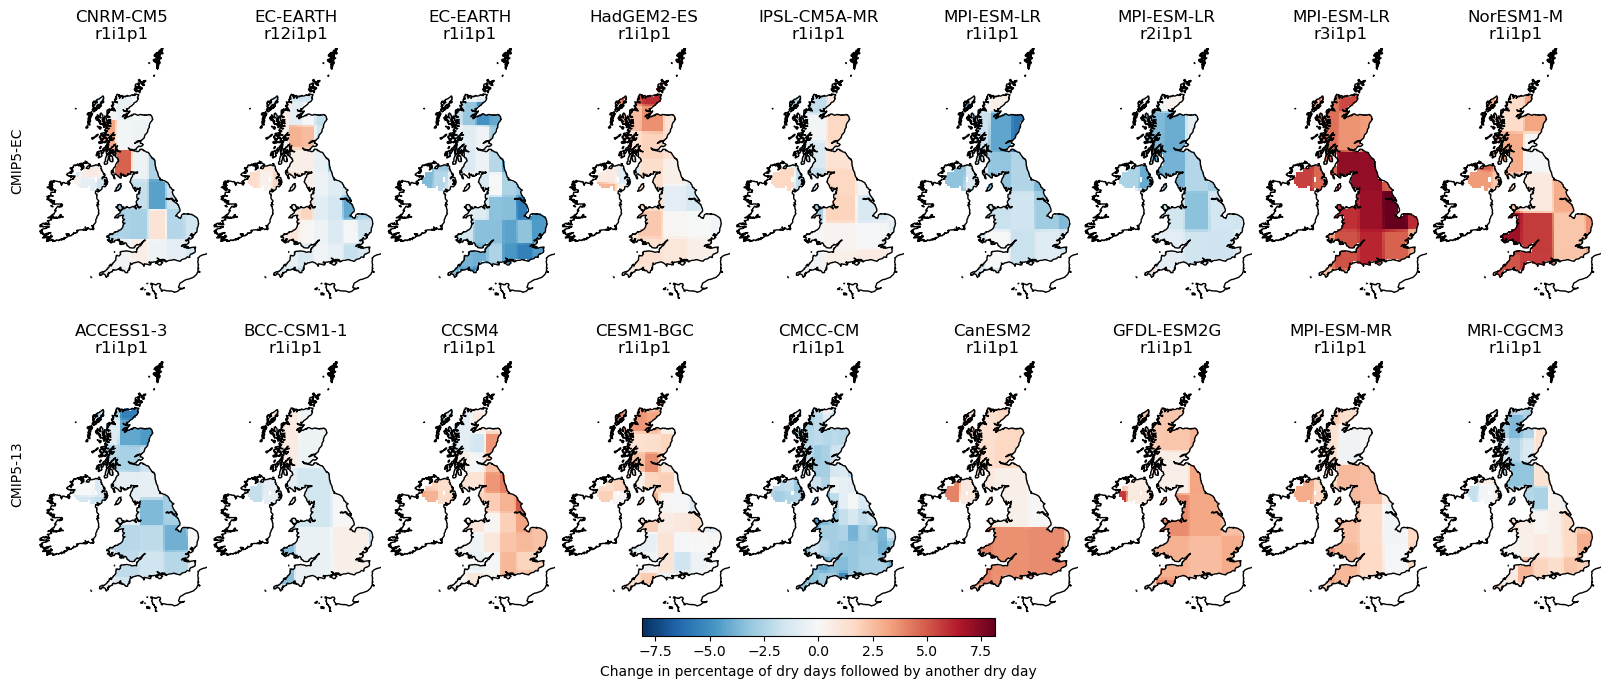 CNRM-CM5
r1i1p1
EC-EARTH
r12i1p1
EC-EARTH
r1i1p1
HadGEM2-ES
r1i1p1
IPSL-CM5A-MR
r1i1p1
MPI-ESM-LR
r1i1p1
MPI-ESM-LR
r2i1p1
MPI-ESM-LR
r3i1p1
NorESM1-M
r1i1p1
CMIP5-EC
ACCESS1-3
r1i1p1
BCC-CSM1-1
r1i1p1
CCSM4
r1i1p1
CESM1-BGC
r1i1p1
CMCC-CM
r1i1p1
CanESM2
r1i1p1
GFDL-ESM2G
r1i1p1
MPI-ESM-MR
r1i1p1
MRI-CGCM3
r1i1p1
CMIP5-13
−7.5 −5.0 −2.5 0.0 2.5 5.0 7.5
Change in percentage of dry days followed by another dry day